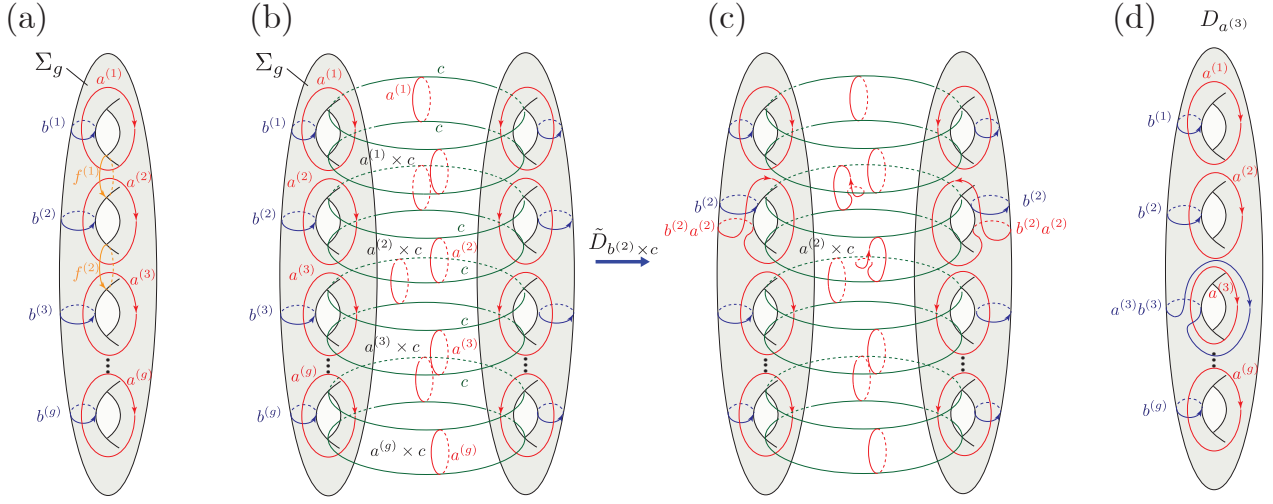 (a)
Σ_g
a^{(1)}
b^{(1)}
f^{(1)}
a^{(2)}
b^{(2)}
f^{(2)}
a^{(3)}
b^{(3)}
a^{(g)}
b^{(g)}
(b)
Σ_g
a^{(1)}
c
a^{(1)}
b^{(1)}
c
a^{(1)} × c
a^{(2)}
b^{(2)}
c
a^{(2)} × c
a^{(2)}
a^{(3)}
c
b^{(3)}
c
a^{(3)} × c
a^{(3)}
a^{(g)}
c
b^{(g)}
a^{(g)} × c
a^{(g)}
D̃_{b^{(2)} × c}
(c)
b^{(2)}
b^{(2)}
b^{(2)}a^{(2)}
b^{(2)}a^{(2)}
a^{(2)} × c
(d)
D_{a^{(3)}}
a^{(1)}
b^{(1)}
a^{(2)}
b^{(2)}
a^{(3)}
a^{(3)}b^{(3)}
a^{(g)}
b^{(g)}